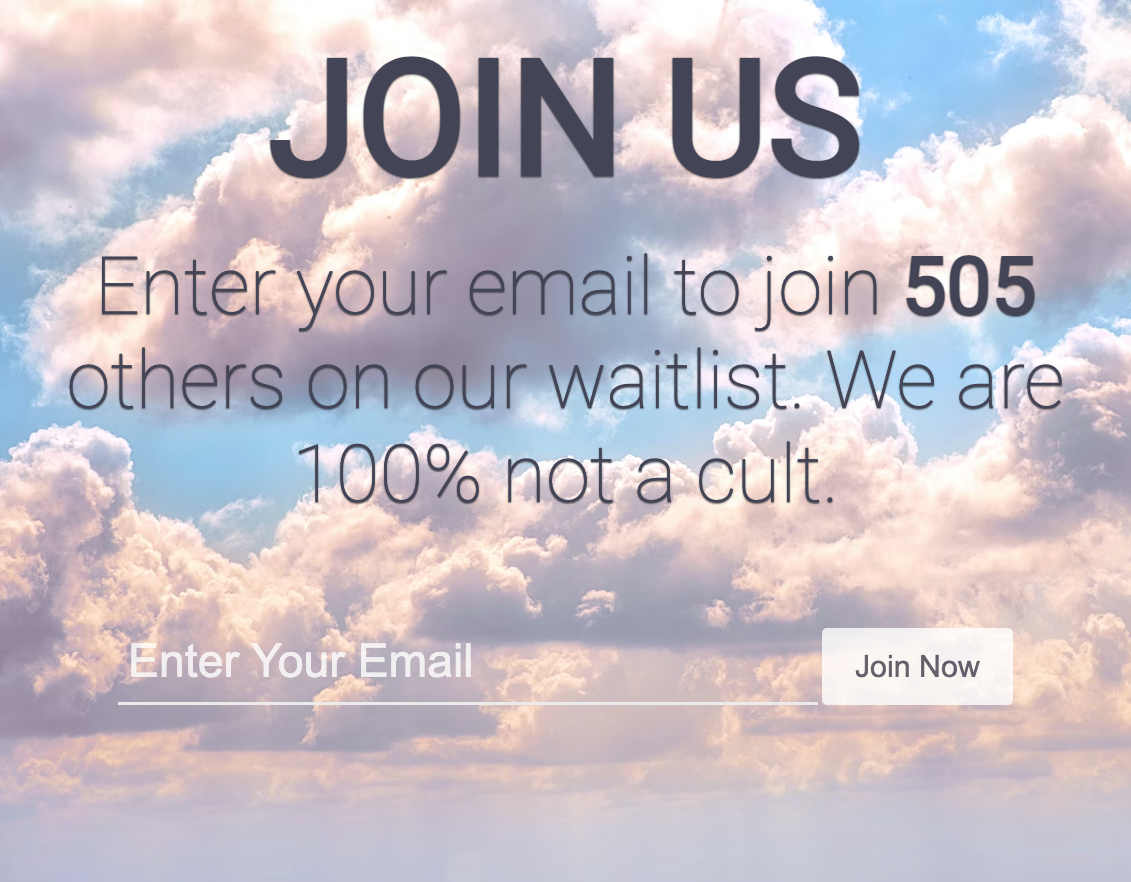 JOIN US
Enter your email to join 505
others on our waitlist. We are
100% not a cult.
Enter Your Email
Join Now